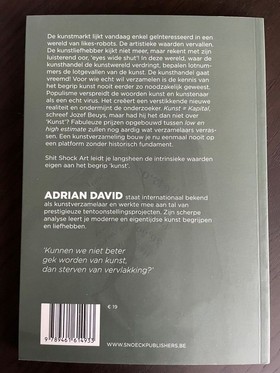 De kunstmarkt lijkt vandaag enkel geïnteresseerd in een
wereld van likes-robots. De artistieke waarden vervallen.
De kunstliefhebber kijkt niet meer, maar rekent met zijn
luisterend oor, 'eyes wide shut'! In deze wereld, waar de
kunsthandel de kunstwereld verdringt, bepalen lotnum-
mers de lotgevallen van de kunst. De kunsthandel gaat
vreemd! Voor wie echt wil verzamelen is de kennis van
het begrip kunst nooit eerder zo noodzakelijk geweest.
Populisme verspreidt de woorden kunst en kunstenaar
als een echt virus. Het creëert een verstikkende nieuwe
realiteit en ondermijnt de onderzoeker. Kunst = Kapital,
schreef Jozef Beuys, maar had hij het dan niet over
'Kunst'? Fabuleuze prijzen opgebouwd tussen low en
high estimate zullen nog aardig wat verzamelaars verras-
sen. Een kunstverzameling bouw je nu eenmaal nooit op
een platform zonder historisch fundament.
Shit Shock Art leidt je langsheen de intrinsieke waarden
eigen aan het begrip 'kunst'.
ADRIAN DAVID staat internationaal bekend
als kunstverzamelaar en werkte mee aan tal van
prestigieuze tentoonstellingsprojecten. Zijn scherpe
analyse leert je moderne en eigentijdse kunst begrijpen
en liefhebben.
'Kunnen we niet beter
gek worden van kunst,
dan sterven van vervlakking?'
€ 19
9 789461 614933
WWW.SNOECKPUBLISHERS.BE